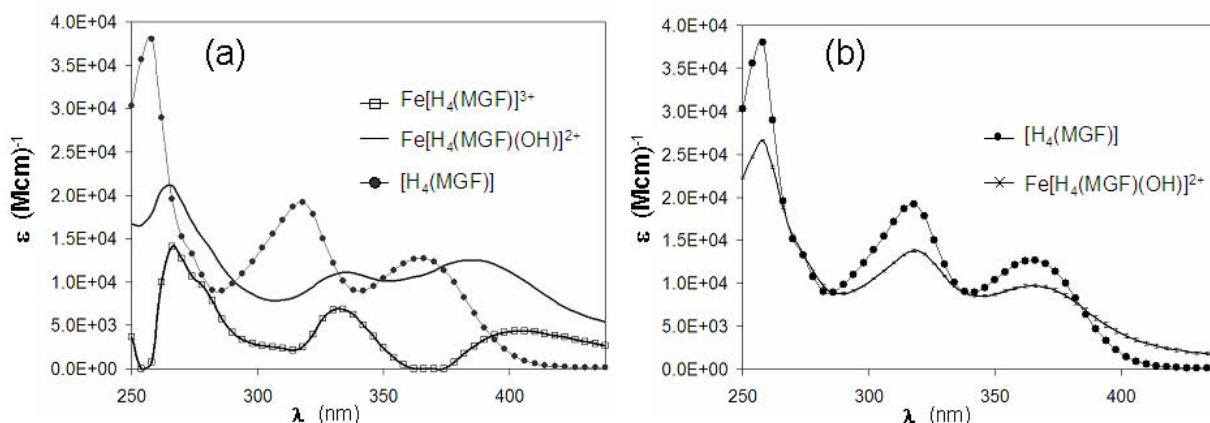 (a)
ε (Mcm)⁻¹
4.0E+04
3.5E+04
3.0E+04
2.5E+04
2.0E+04
1.5E+04
1.0E+04
5.0E+03
0.0E+00
Fe[H₄(MGF)]³⁺
Fe[H₄(MGF)(OH)]²⁺
[H₄(MGF)]
250 300 350 400
λ (nm)
(b)
ε (Mcm)⁻¹
4.0E+04
3.5E+04
3.0E+04
2.5E+04
2.0E+04
1.5E+04
1.0E+04
5.0E+03
0.0E+00
[H₄(MGF)]
Fe[H₄(MGF)(OH)]²⁺
250 300 350 400
λ (nm)